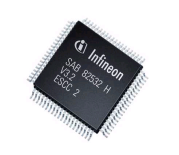 infineon
SAB 82532 H
V3.2
ESCC 2